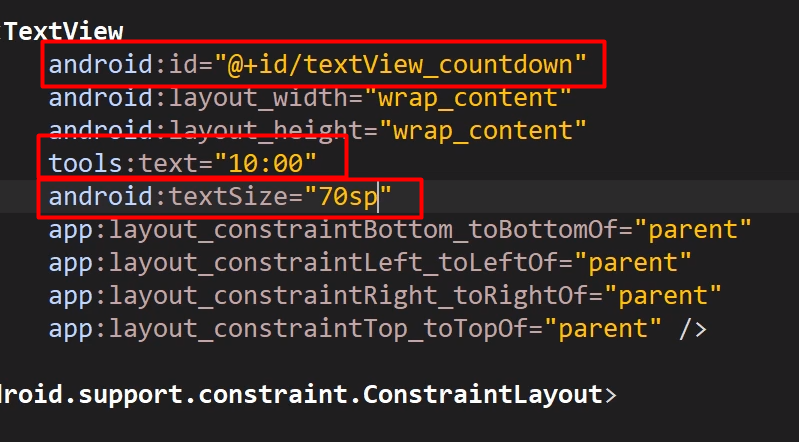 TextView
android:id="@+id/textView_countdown"
android:layout_width="wrap_content"
android:layout_height="wrap_content"
tools:text="10:00"
android:textSize="70sp"
app:layout_constraintBottom_toBottomOf="parent"
app:layout_constraintLeft_toLeftOf="parent"
app:layout_constraintRight_toRightOf="parent"
app:layout_constraintTop_toTopOf="parent" />
droid.support.constraint.ConstraintLayout>